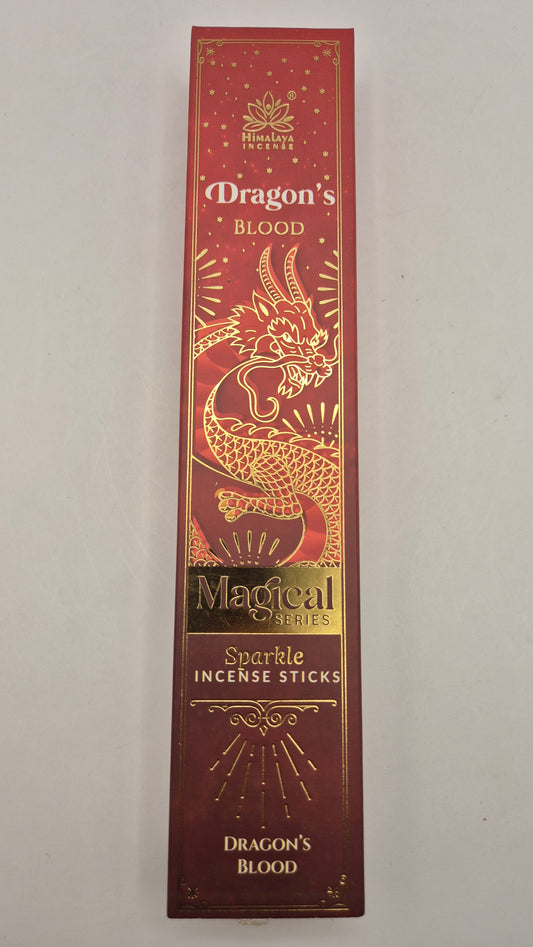 ®
Himalaya
INCENSE
Dragon's
BLOOD
Magical
SERIES
Sparkle
INCENSE STICKS
DRAGON'S
BLOOD